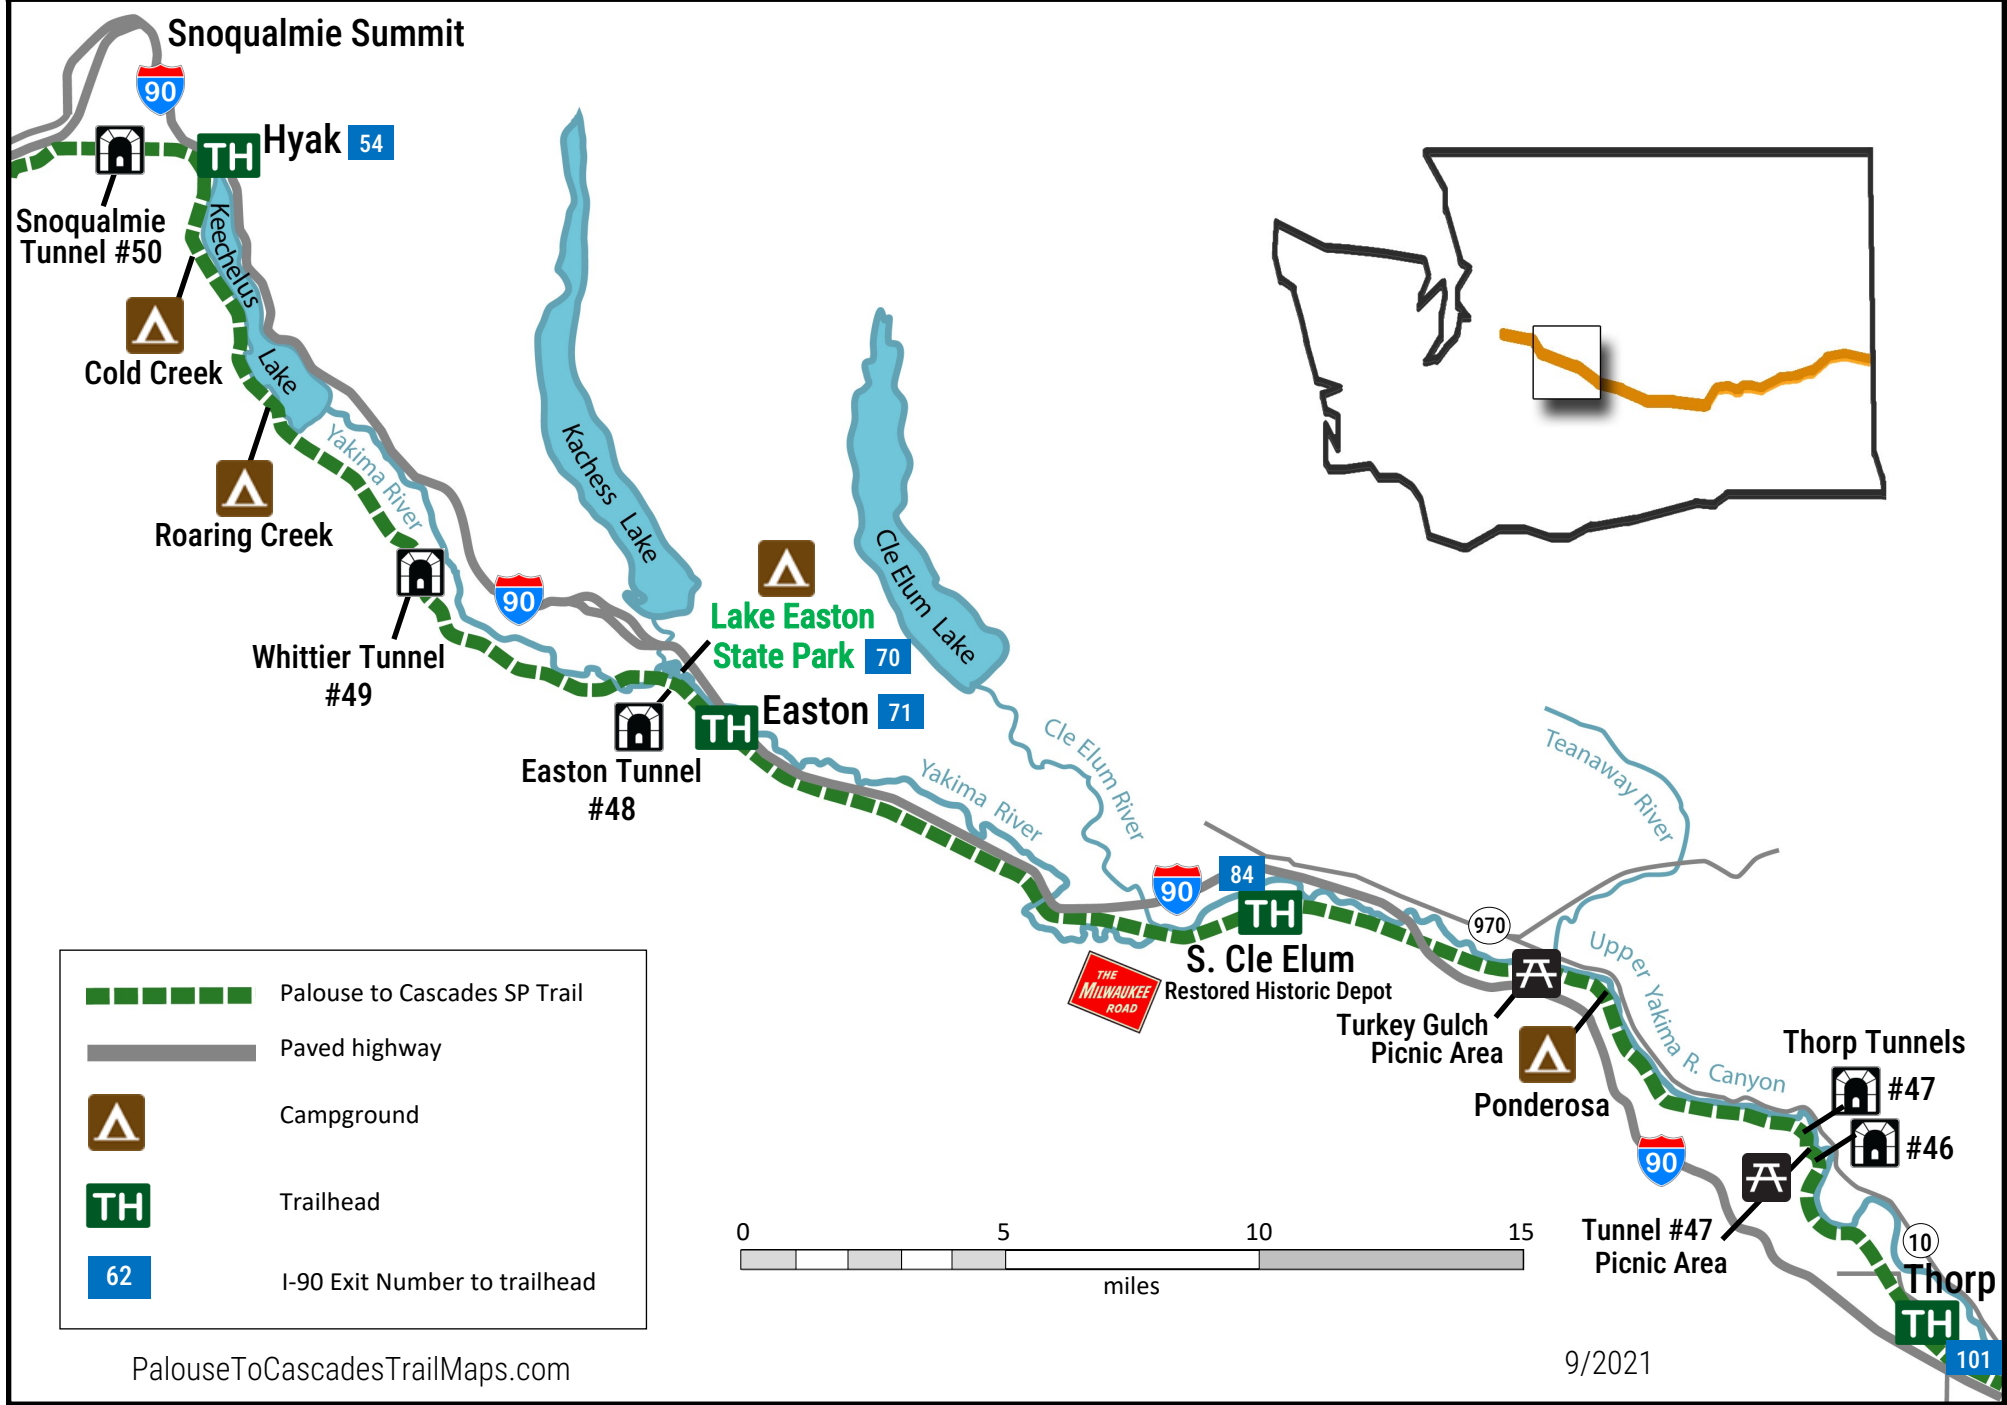 Snoqualmie Summit
90
Hyak 54
TH
Snoqualmie
Tunnel #50
Keechelus
Lake
Cold Creek
Roaring Creek
Yakima River
Whittier Tunnel
#49
90
Kachess Lake
Lake Easton
State Park 70
Easton 71
TH
Easton Tunnel
#48
Cle Elum Lake
Cle Elum River
Yakima River
Teanaway River
90
84
TH
S. Cle Elum
Restored Historic Depot
THE
MILWAUKEE
ROAD
970
Turkey Gulch
Picnic Area
Ponderosa
Upper Yakima R. Canyon
Thorp Tunnels
#47
#46
90
Tunnel #47
Picnic Area
10
Thorp
TH
101
Palouse to Cascades SP Trail
Paved highway
Campground
TH Trailhead
62 I-90 Exit Number to trailhead
0 5 10 15
miles
PalouseToCascadesTrailMaps.com
9/2021